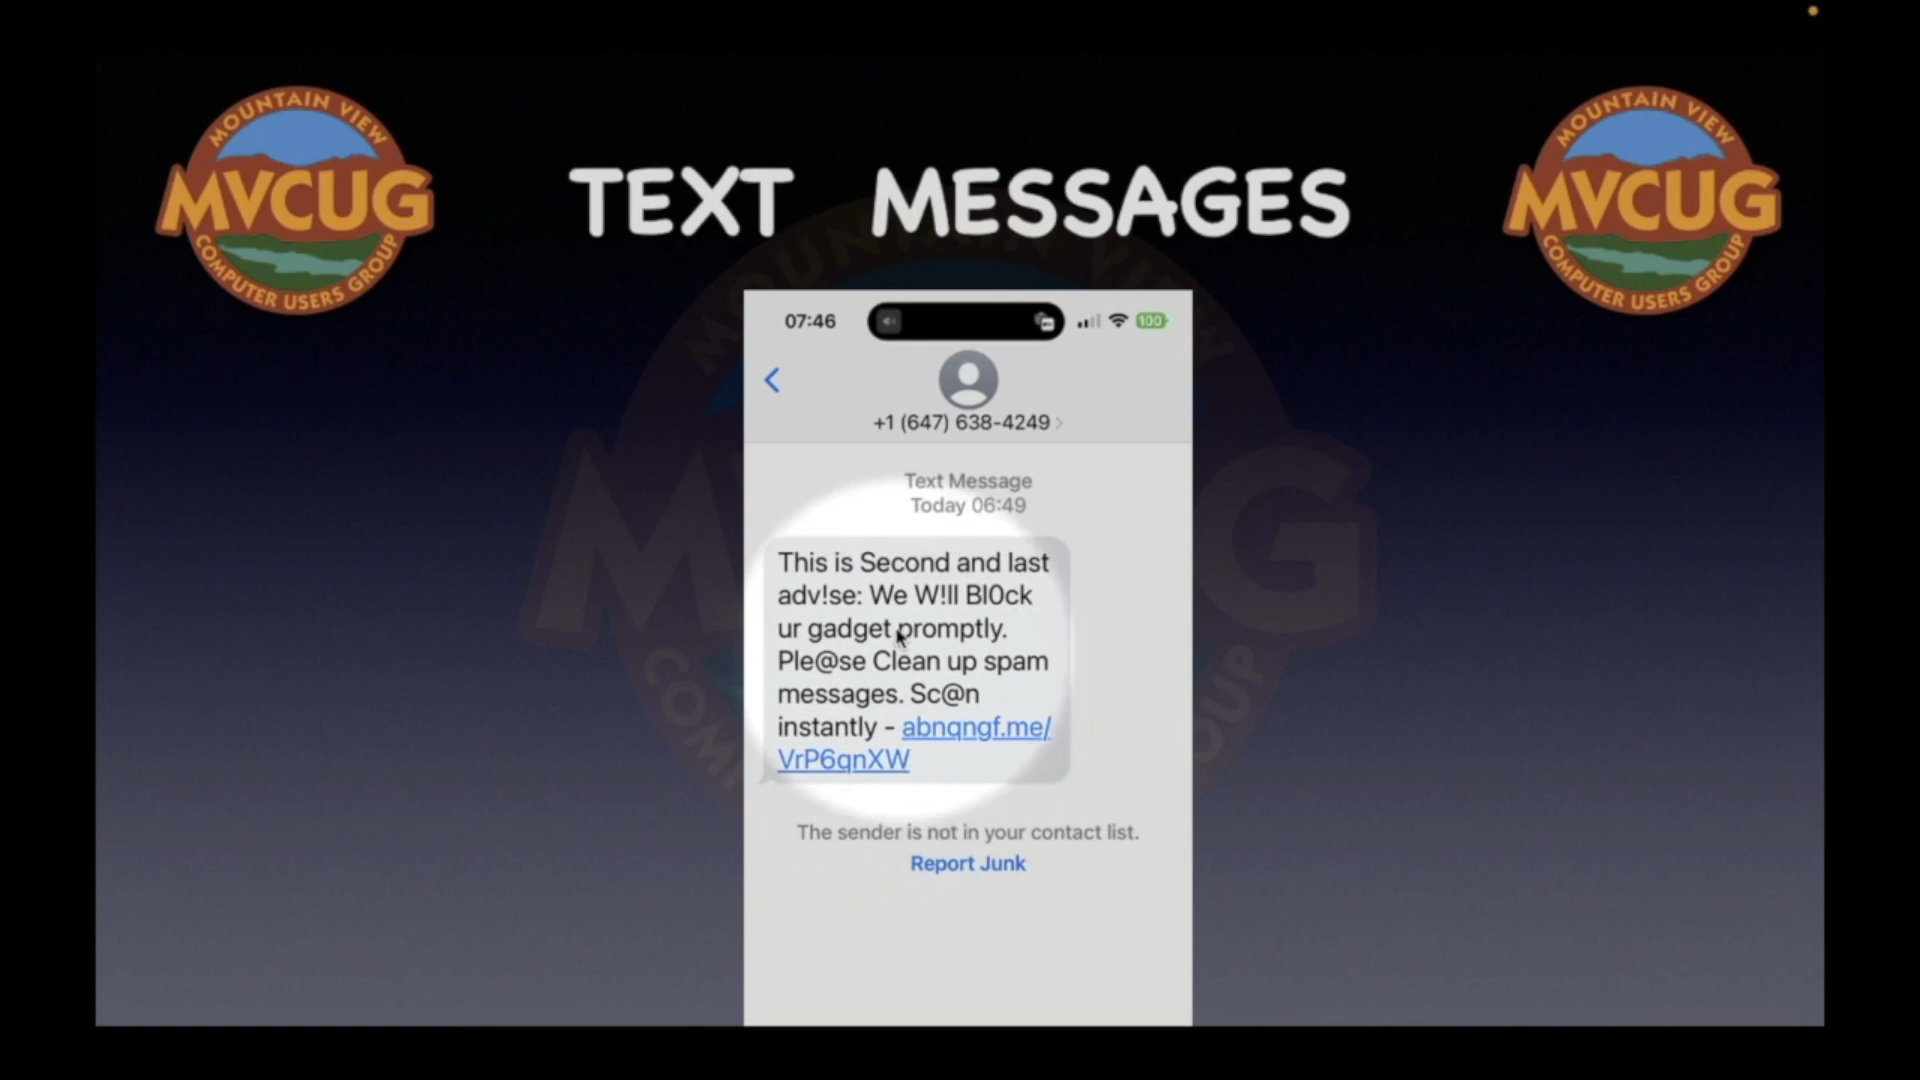 MOUNTAIN VIEW
MVCUG
COMPUTER USERS GROUP
TEXT MESSAGES
MOUNTAIN VIEW
MVCUG
COMPUTER USERS GROUP
07:46
100
+1 (647) 638-4249
Text Message
Today 06:49
This is Second and last
adv!se: We W!ll Bl0ck
ur gadget promptly.
Ple@se Clean up spam
messages. Sc@n
instantly - abnqngf.me/
VrP6qnXW
The sender is not in your contact list.
Report Junk